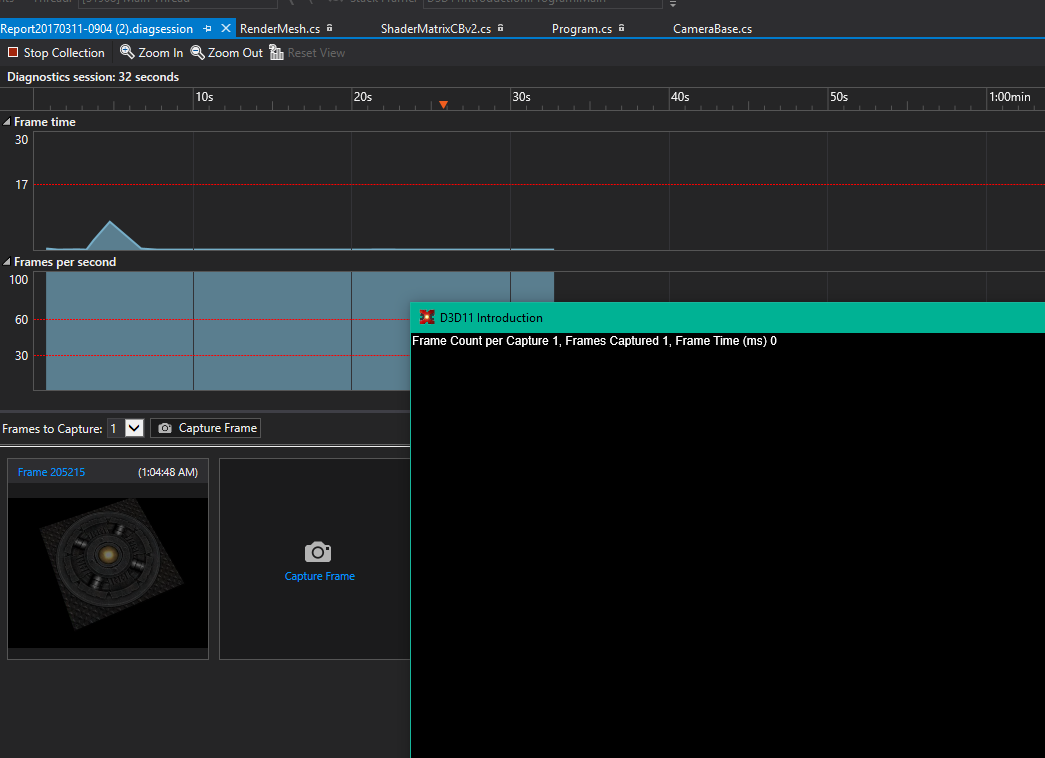 Report20170311-0904 (2).diagsession RenderMesh.cs ShaderMatrixCBv2.cs Program.cs CameraBase.cs
Stop Collection Zoom In Zoom Out Reset View
Diagnostics session: 32 seconds
10s 20s 30s 40s 50s 1:00min
Frame time
30
17
Frames per second
100
60
30
D3D11 Introduction
Frame Count per Capture 1, Frames Captured 1, Frame Time (ms) 0
Frames to Capture: 1 Capture Frame
Frame 205215 (1:04:48 AM)
Capture Frame